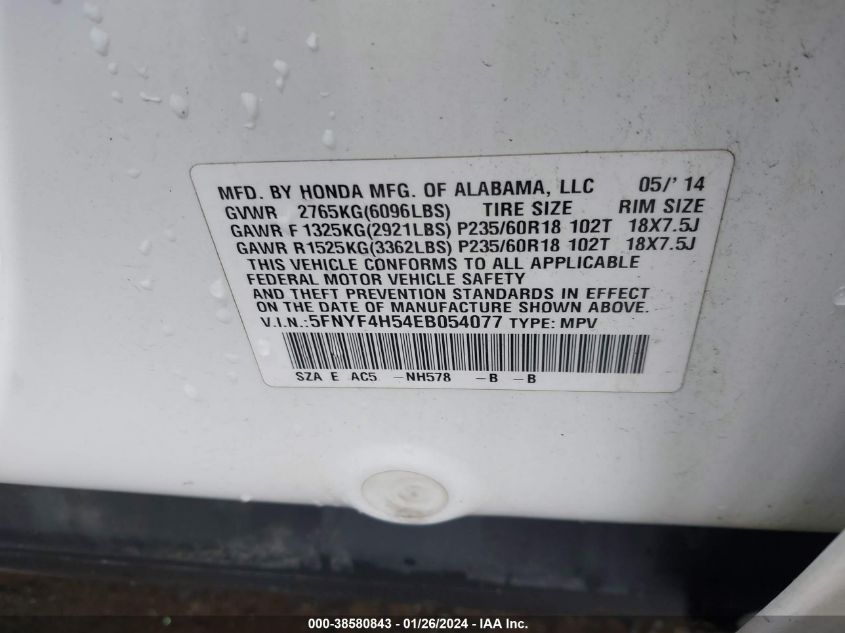 MFD. BY HONDA MFG. OF ALABAMA, LLC 05/' 14
GVWR 2765KG(6096LBS) TIRE SIZE RIM SIZE
GAWR F 1325KG(2921LBS) P235/60R18 102T 18X7.5J
GAWR R1525KG(3362LBS) P235/60R18 102T 18X7.5J
THIS VEHICLE CONFORMS TO ALL APPLICABLE
FEDERAL MOTOR VEHICLE SAFETY
AND THEFT PREVENTION STANDARDS IN EFFECT
ON THE DATE OF MANUFACTURE SHOWN ABOVE.
V.I.N.:5FNYF4H54EB054077 TYPE: MPV
SZA E AC5 -NH578 -B -B
000-38580843 / 01/26/2024 - IAA Inc.